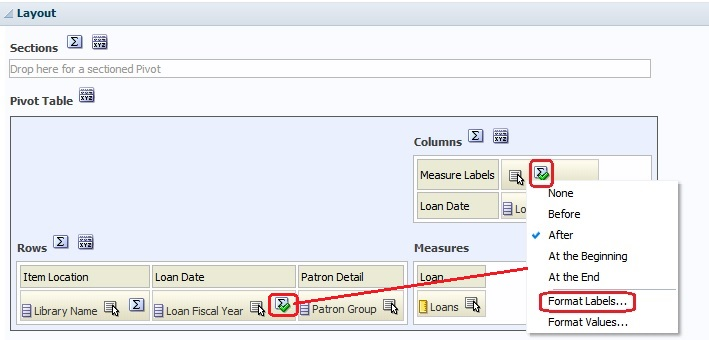 Layout
Sections
Drop here for a sectioned Pivot
Pivot Table
Columns
Measure Labels
Loan Date
Lo
None
Before
After
At the Beginning
At the End
Format Labels...
Format Values...
Rows
Measures
Item Location
Loan Date
Patron Detail
Loan
Library Name
Loan Fiscal Year
Patron Group
Loans